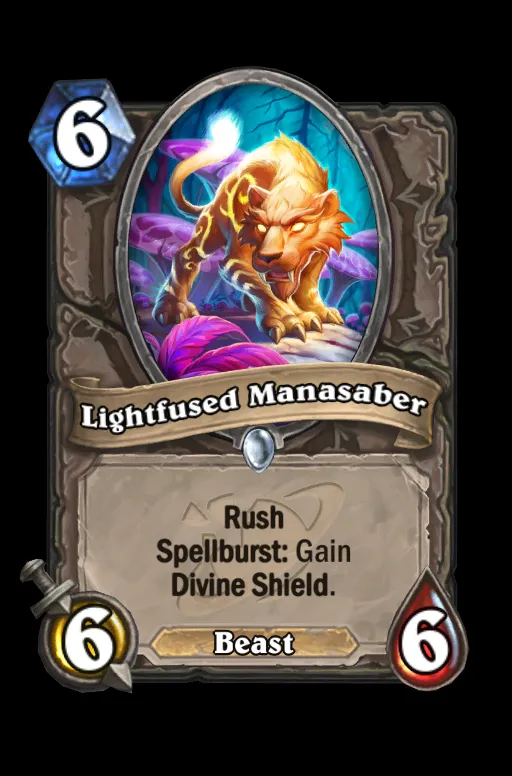 6
Lightfused Manasaber
Rush
Spellburst: Gain
Divine Shield.
6
Beast
6